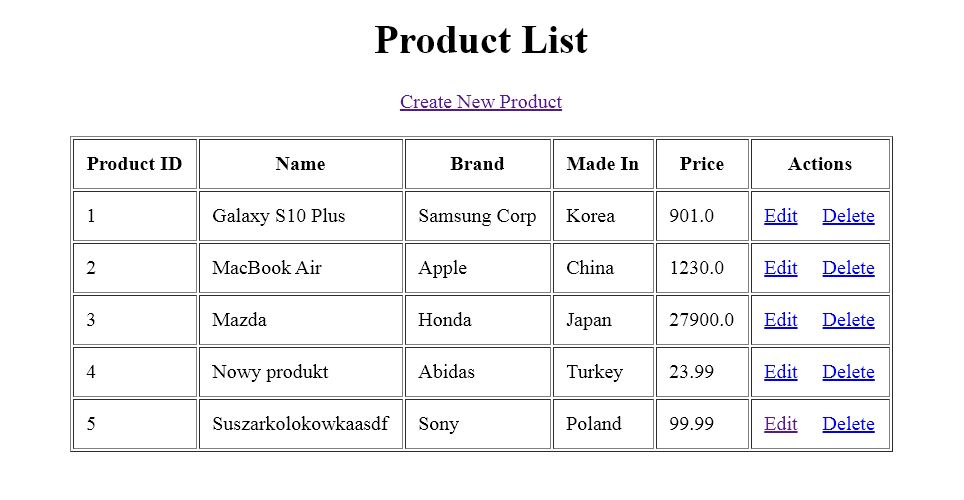 Product List
Create New Product
Product ID Name Brand Made In Price Actions
1 Galaxy S10 Plus Samsung Corp Korea 901.0 Edit Delete
2 MacBook Air Apple China 1230.0 Edit Delete
3 Mazda Honda Japan 27900.0 Edit Delete
4 Nowy produkt Abidas Turkey 23.99 Edit Delete
5 Suszarkolokowkaasdf Sony Poland 99.99 Edit Delete